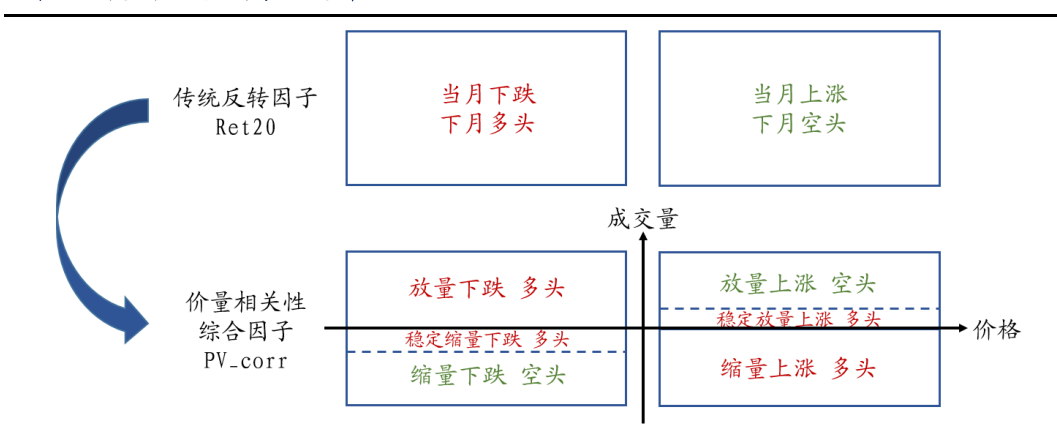 传统反转因子
Ret20
当月下跌
下月多头
当月上涨
下月空头
成交量
价量相关性
综合因子
PV_corr
放量下跌 多头
稳定缩量下跌 多头
缩量下跌 空头
放量上涨 空头
稳定放量上涨 多头
缩量上涨 多头
价格